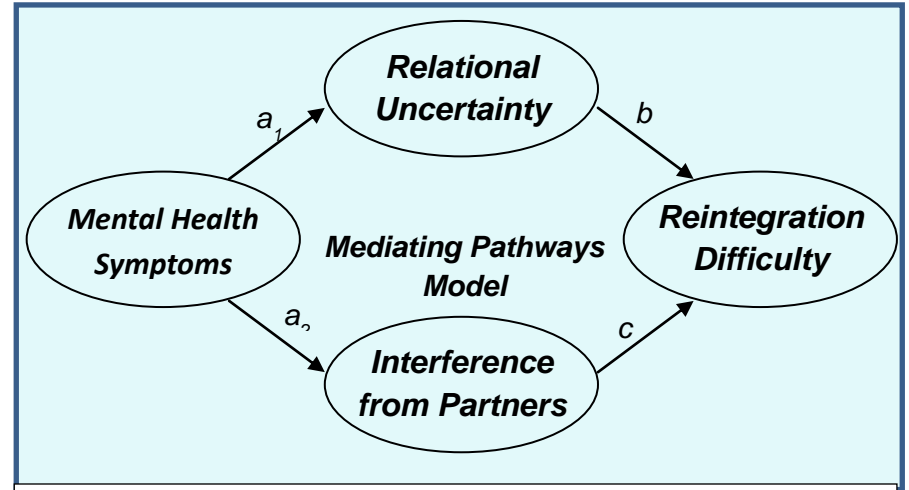 Relational
Uncertainty
a1
b
Mental Health
Symptoms
Reintegration
Difficulty
Mediating Pathways
Model
a2
c
Interference
from Partners